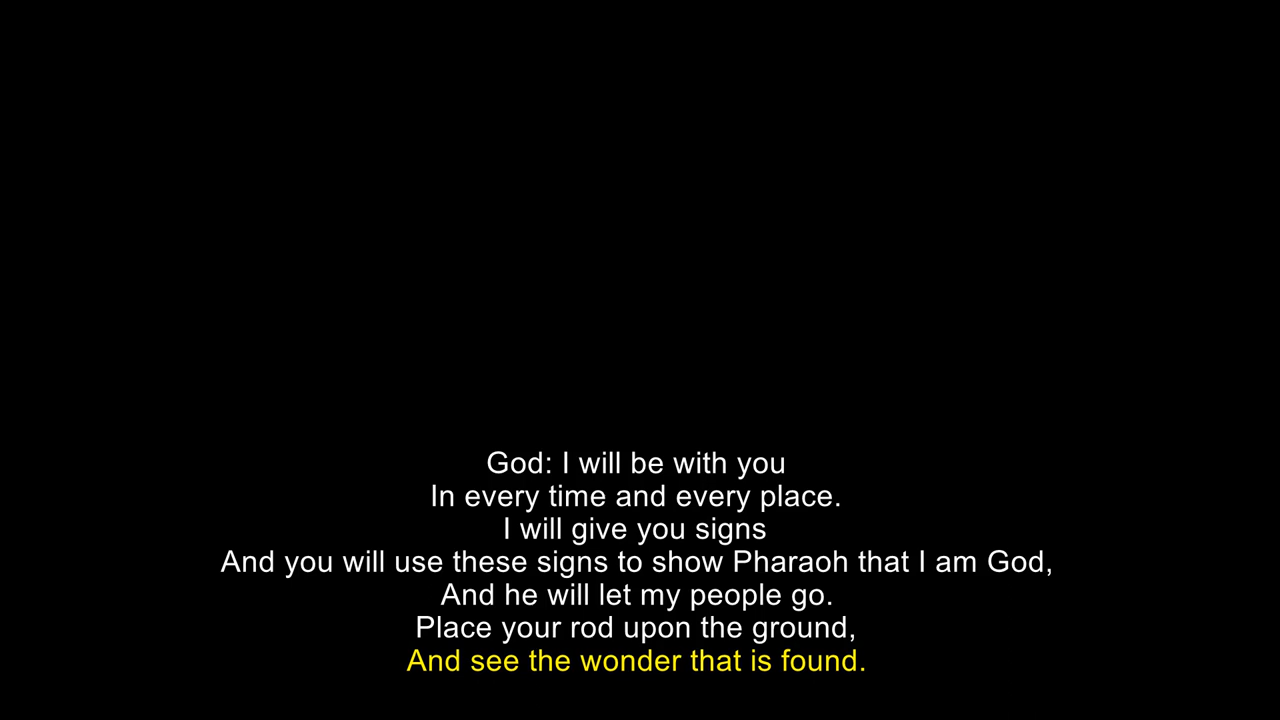 God: I will be with you
In every time and every place.
I will give you signs
And you will use these signs to show Pharaoh that I am God,
And he will let my people go.
Place your rod upon the ground,
And see the wonder that is found.